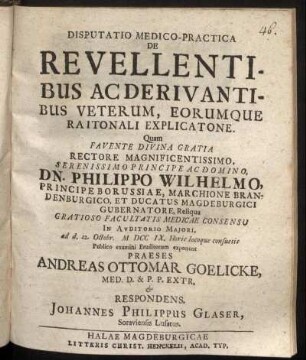 46.
DISPUTATIO MEDICO-PRACTICA
DE
REVELLENTI-
BUS AC DERIVANTI-
BUS VETERUM, EORUMQUE
RAITONALI EXPLICATONE.
Quam
FAVENTE DIVINA GRATIA
RECTORE MAGNIFICENTISSIMO,
SERENISSIMO PRINCIPE AC DOMINO,
DN. PHILIPPO WILHELMO,
PRINCIPE BORUSSIAE, MARCHIONE BRAN-
DENBURGICO, ET DUCATUS MAGDEBURGICI
GUBERNATORE, Reliqua
GRATIOSO FACULTATIS MEDICAE CONSENSU
IN AVDITORIO MAJORI,
ad d. 12. Octobr. M DCC IX. Horis locoque consuetis
Publico examini Eruditorum exponent
PRAESES
ANDREAS OTTOMAR GOELICKE,
MED. D. & P. P. EXTR,
&
RESPONDENS,
JOHANNES PHILIPPUS GLASER,
Soraviensis Lusatus.
HALAE MAGDEBURGICAE
LITTERIS CHRIST. HENCKELII, ACAD. TYP.